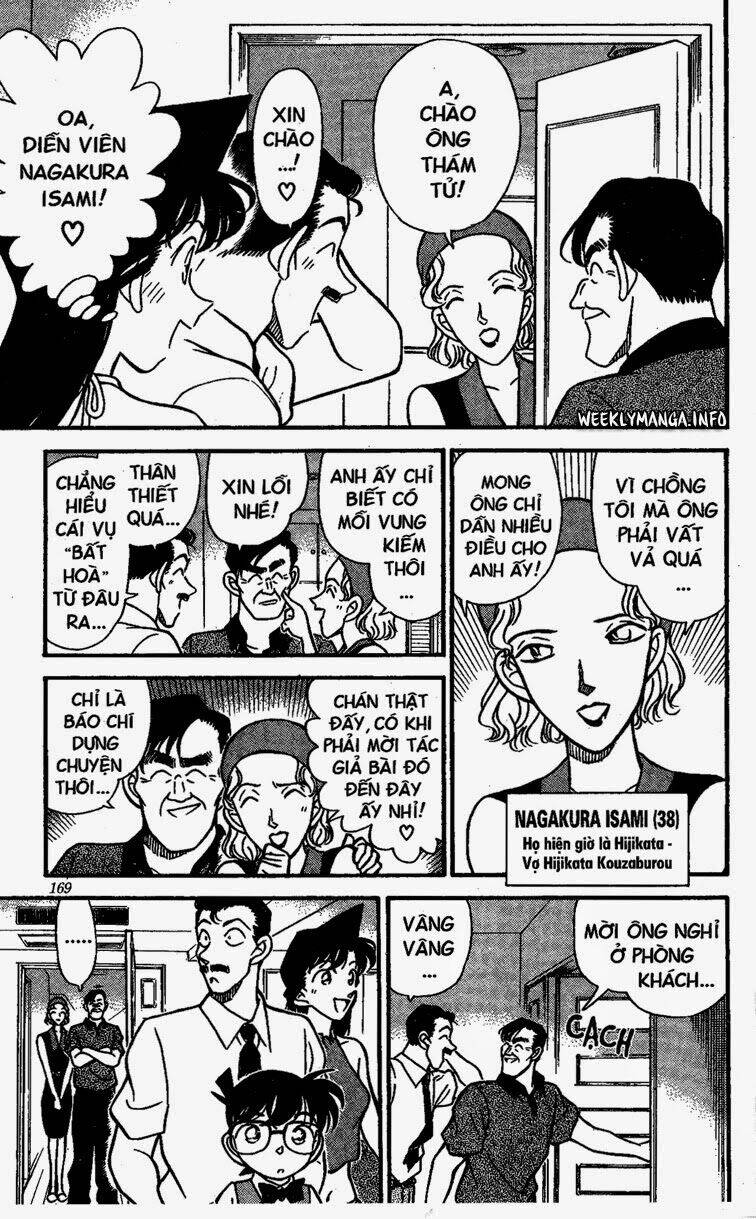 A,
CHÀO
ÔNG
THÁM
TỬ!
XIN
CHÀO
...!
♡
OA,
DIỄN VIÊN
NAGAKURA
ISAMI!
♡
WEEKLYMANGA.INFO
VÌ CHỒNG
TÔI MÀ ÔNG
PHẢI VẤT
VẢ QUÁ
...
MONG
ÔNG CHỈ
DẨN NHIỀU
ĐIỀU CHO
ANH ẤY!
NAGAKURA ISAMI (38)
Họ hiện giờ là Hijikata -
Vợ Hijikata Kouzaburou
ANH ẤY CHỈ
BIẾT CÓ
MỖI VUNG
KIẾM
THÔI
...
XIN LỖI
NHÉ!
THÂN
THIẾT
QUÁ...
CHẲNG
HIỂU
CÁI VỤ
"BẤT
HOÀ"
TỪ ĐÂU
RA...
CHÁN THẬT
ĐẤY, CÓ KHI
PHẢI MỜI TÁC
GIẢ BÀI ĐÓ
ĐẾN ĐÂY
ẤY NHỈ!
♡
CHỈ LÀ
BÁO CHÍ
DỰNG
CHUYỆN
THÔI...
169
MỜI ÔNG NGHỈ
Ở PHÒNG
KHÁCH...
CẠCH
VÂNG
VÂNG
...
......